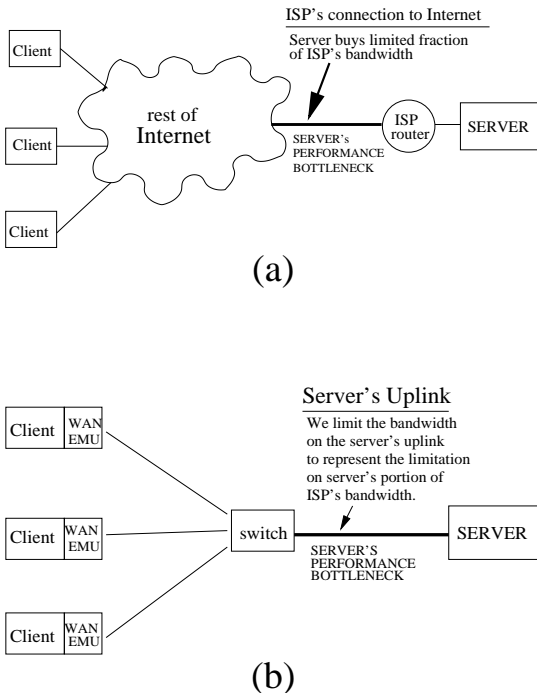 ISP's connection to Internet
Server buys limited fraction
of ISP's bandwidth
Client
Client
Client
rest of
Internet
SERVER's
PERFORMANCE
BOTTLENECK
ISP
router
SERVER
(a)
Server's Uplink
We limit the bandwidth
on the server's uplink
to represent the limitation
on server's portion of
ISP's bandwidth.
Client
WAN
EMU
Client
WAN
EMU
Client
WAN
EMU
switch
SERVER'S
PERFORMANCE
BOTTLENECK
SERVER
(b)